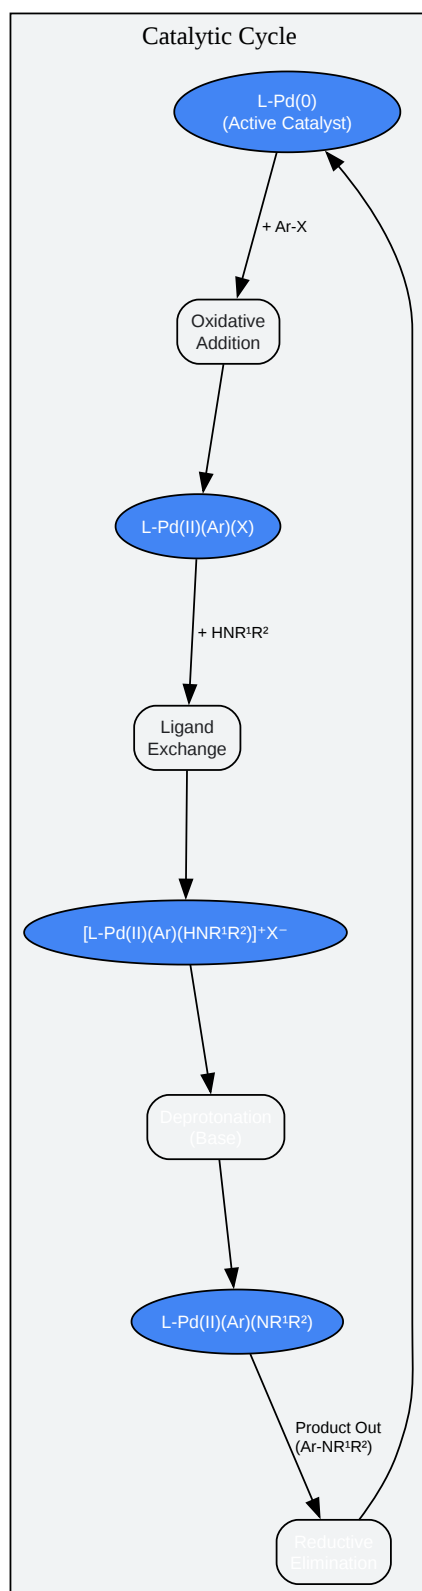 Catalytic Cycle
L-Pd(0)
(Active Catalyst)
+ Ar-X
Oxidative
Addition
L-Pd(II)(Ar)(X)
+ HNR¹R²
Ligand
Exchange
[L-Pd(II)(Ar)(HNR¹R²)]⁺X⁻
Deprotonation
(Base)
L-Pd(II)(Ar)(NR¹R²)
Product Out
(Ar-NR¹R²)
Reductive
Elimination